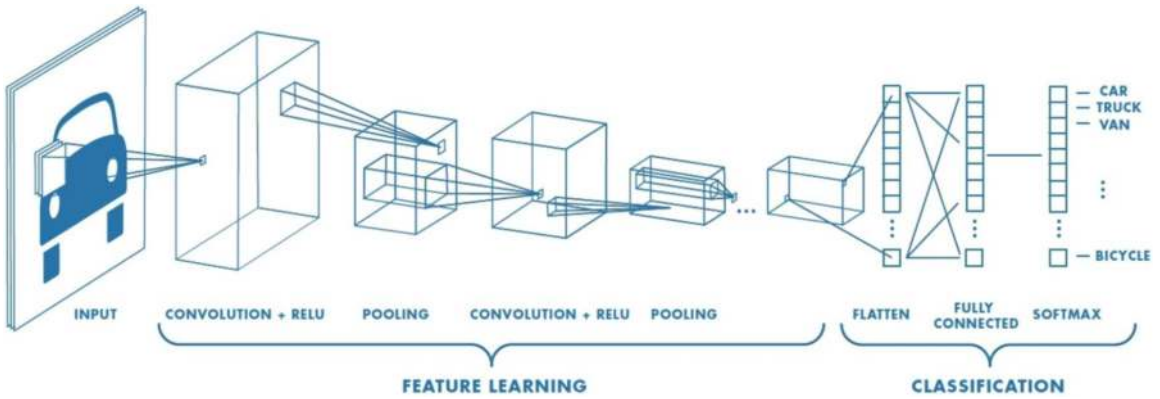 CAR
TRUCK
VAN
BICYCLE
INPUT
CONVOLUTION + RELU
POOLING
CONVOLUTION + RELU
POOLING
FLATTEN
FULLY
CONNECTED
SOFTMAX
FEATURE LEARNING
CLASSIFICATION